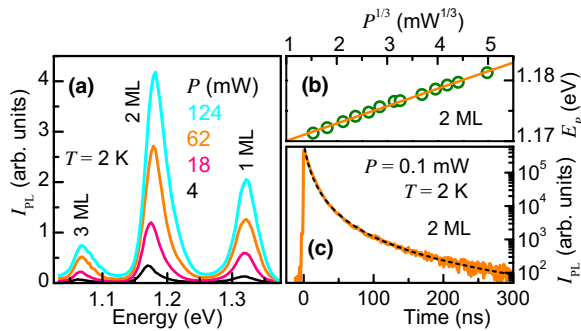 (a)
I_PL (arb. units)
4
3
2
1
0
T = 2 K
P (mW)
124
62
18
4
3 ML
2 ML
1 ML
1.1 1.2 1.3
Energy (eV)
P^1/3 (mW^1/3)
1 2 3 4 5
(b)
2 ML
1.18
1.17
E_p (eV)
P = 0.1 mW
T = 2 K
2 ML
(c)
10^5
10^4
10^3
10^2
I_PL (arb. units)
0 100 200 300
Time (ns)